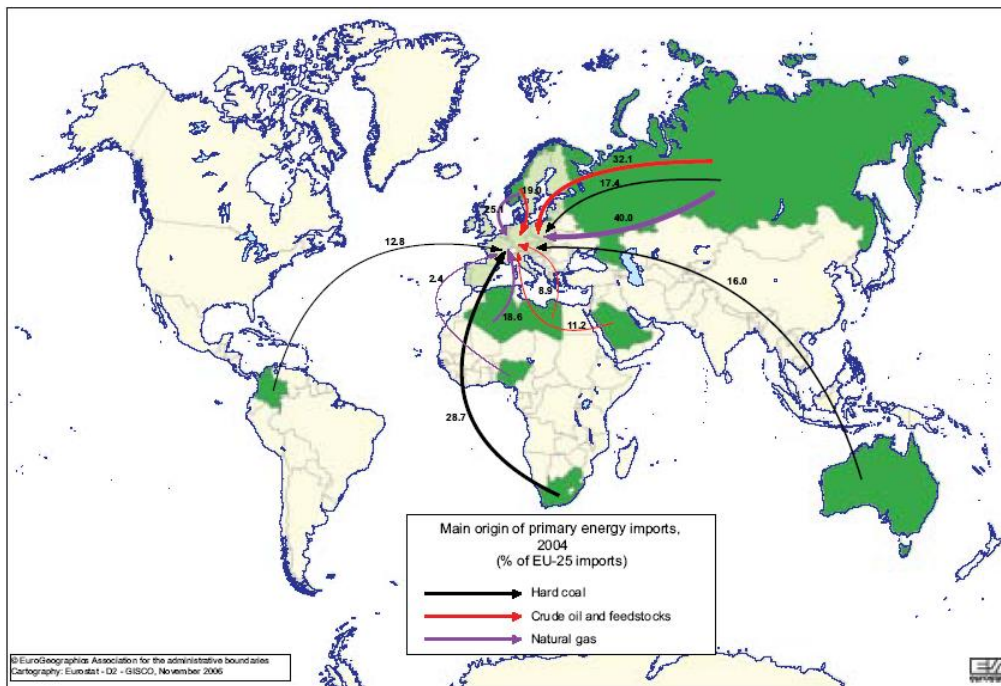 32.1
17.4
19.0
25.1
40.0
12.8
2.4
16.0
8.9
18.6
11.2
28.7
Main origin of primary energy imports,
2004
(% of EU-25 imports)
Hard coal
Crude oil and feedstocks
Natural gas
© EuroGeographics Association for the administrative boundaries
Cartography: Eurostat - D2 - GISCO, November 2006